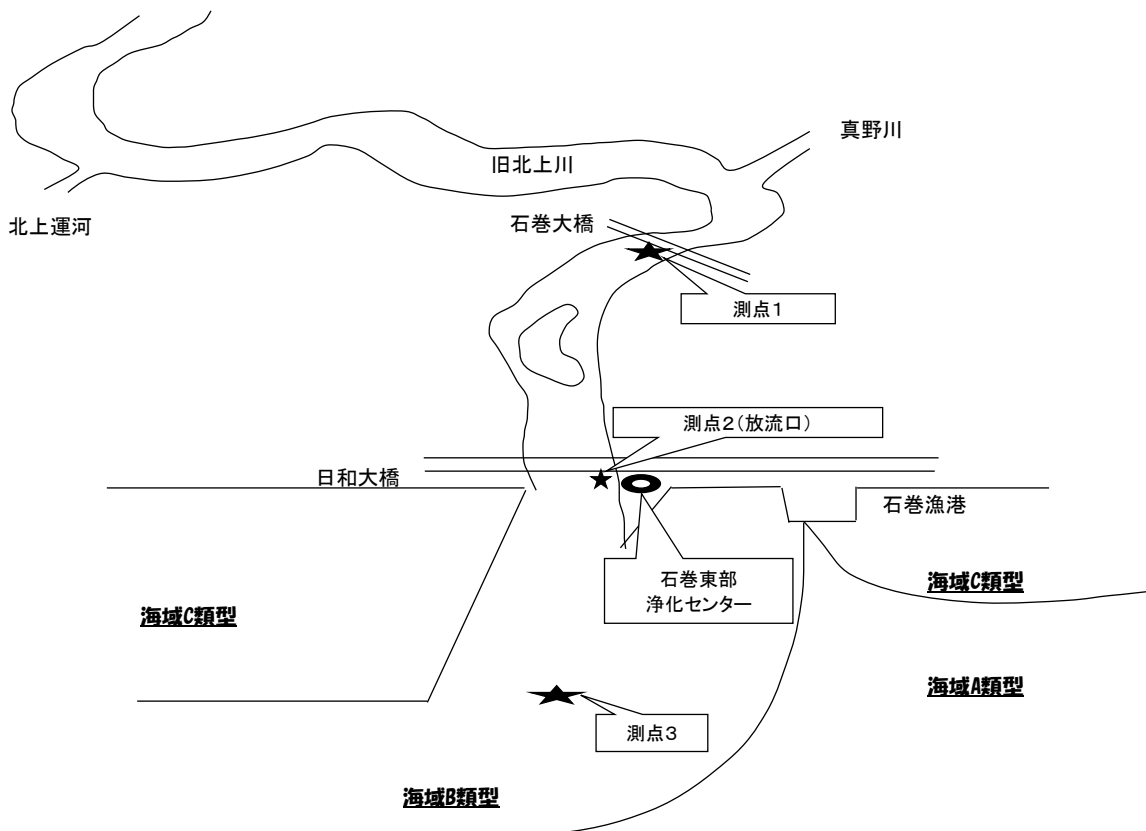 真野川
旧北上川
北上運河
石巻大橋
測点1
測点2(放流口)
日和大橋
石巻漁港
石巻東部
浄化センター
海域C類型
海域C類型
海域A類型
測点3
海域B類型